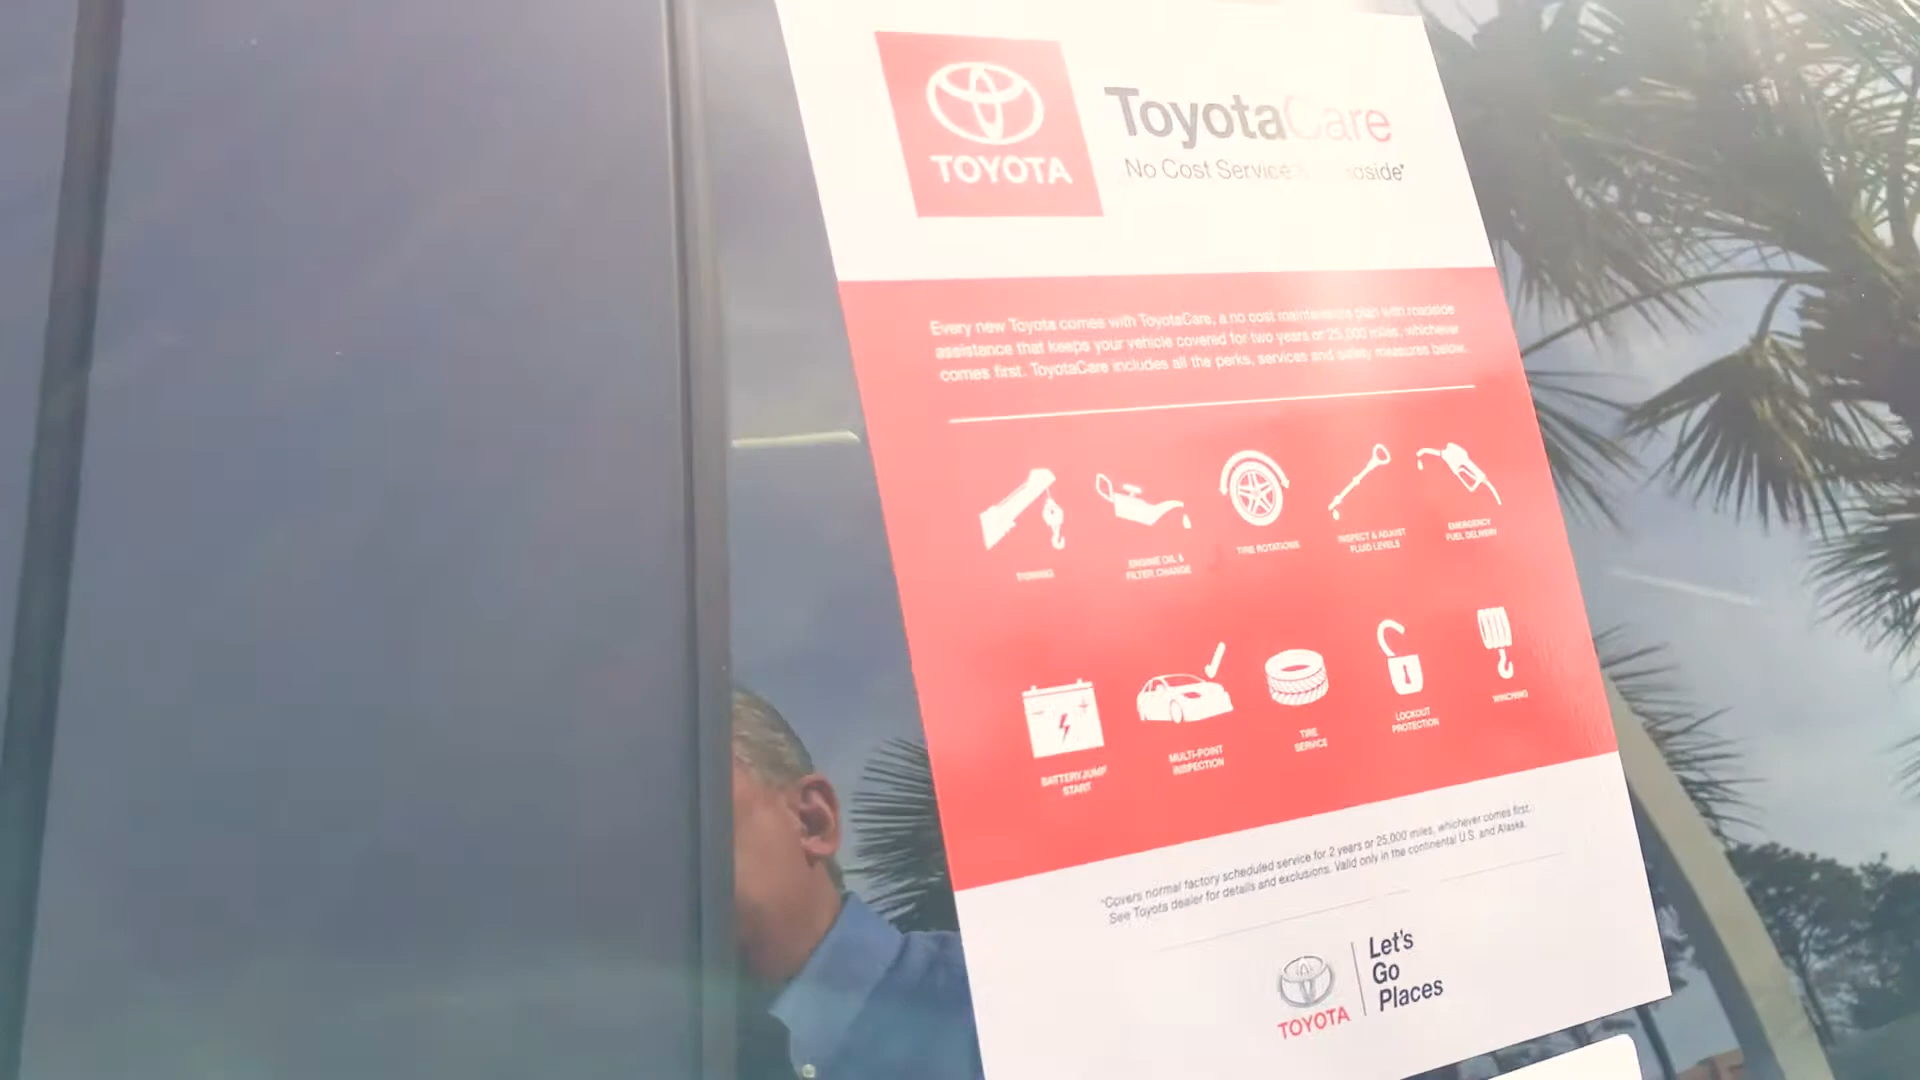 TOYOTA
ToyotaCare
No Cost Service
Every new Toyota comes with ToyotaCare, a no cost maintenance plan with roadside
assistance that keeps your vehicle covered for two years or 25,000 miles, whichever
comes first. ToyotaCare includes all the perks, services and safety measures below.
TOWING
ENGINE OIL &
FILTER CHANGE
TIRE ROTATIONS
INSPECT & ADJUST
FLUID LEVELS
EMERGENCY
FUEL DELIVERY
BATTERY JUMP
START
MULTI-POINT
INSPECTION
TIRE
SERVICE
LOCKOUT
PROTECTION
WINCHING
*Covers normal factory scheduled service for 2 years or 25,000 miles, whichever comes first.
See Toyota dealer for details and exclusions. Valid only in the continental U.S. and Alaska.
TOYOTA
Let's
Go
Places